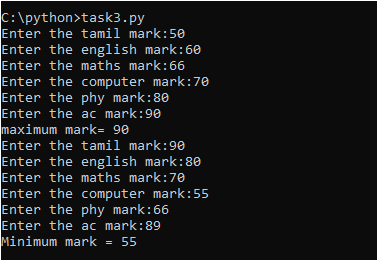 C:\python>task3.py
Enter the tamil mark:50
Enter the english mark:60
Enter the maths mark:66
Enter the computer mark:70
Enter the phy mark:80
Enter the ac mark:90
maximum mark= 90
Enter the tamil mark:90
Enter the english mark:80
Enter the maths mark:70
Enter the computer mark:55
Enter the phy mark:66
Enter the ac mark:89
Minimum mark = 55